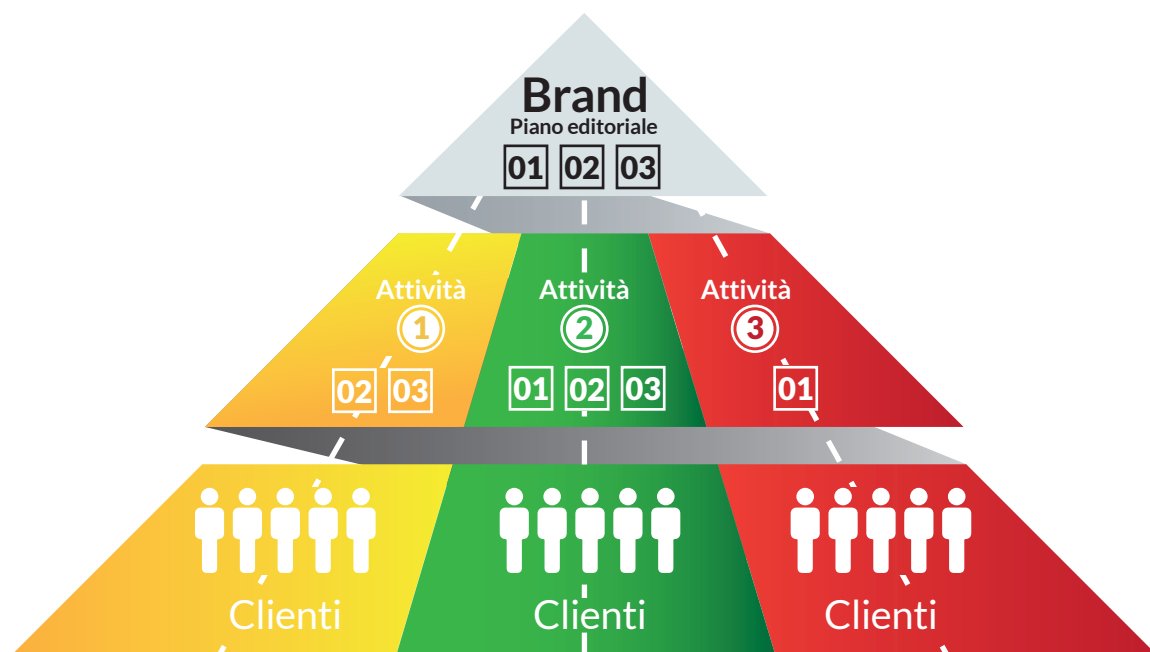 Brand
Piano editoriale
01 02 03
Attività Attività Attività
1 2 3
02 03 01 02 03 01
Clienti Clienti Clienti